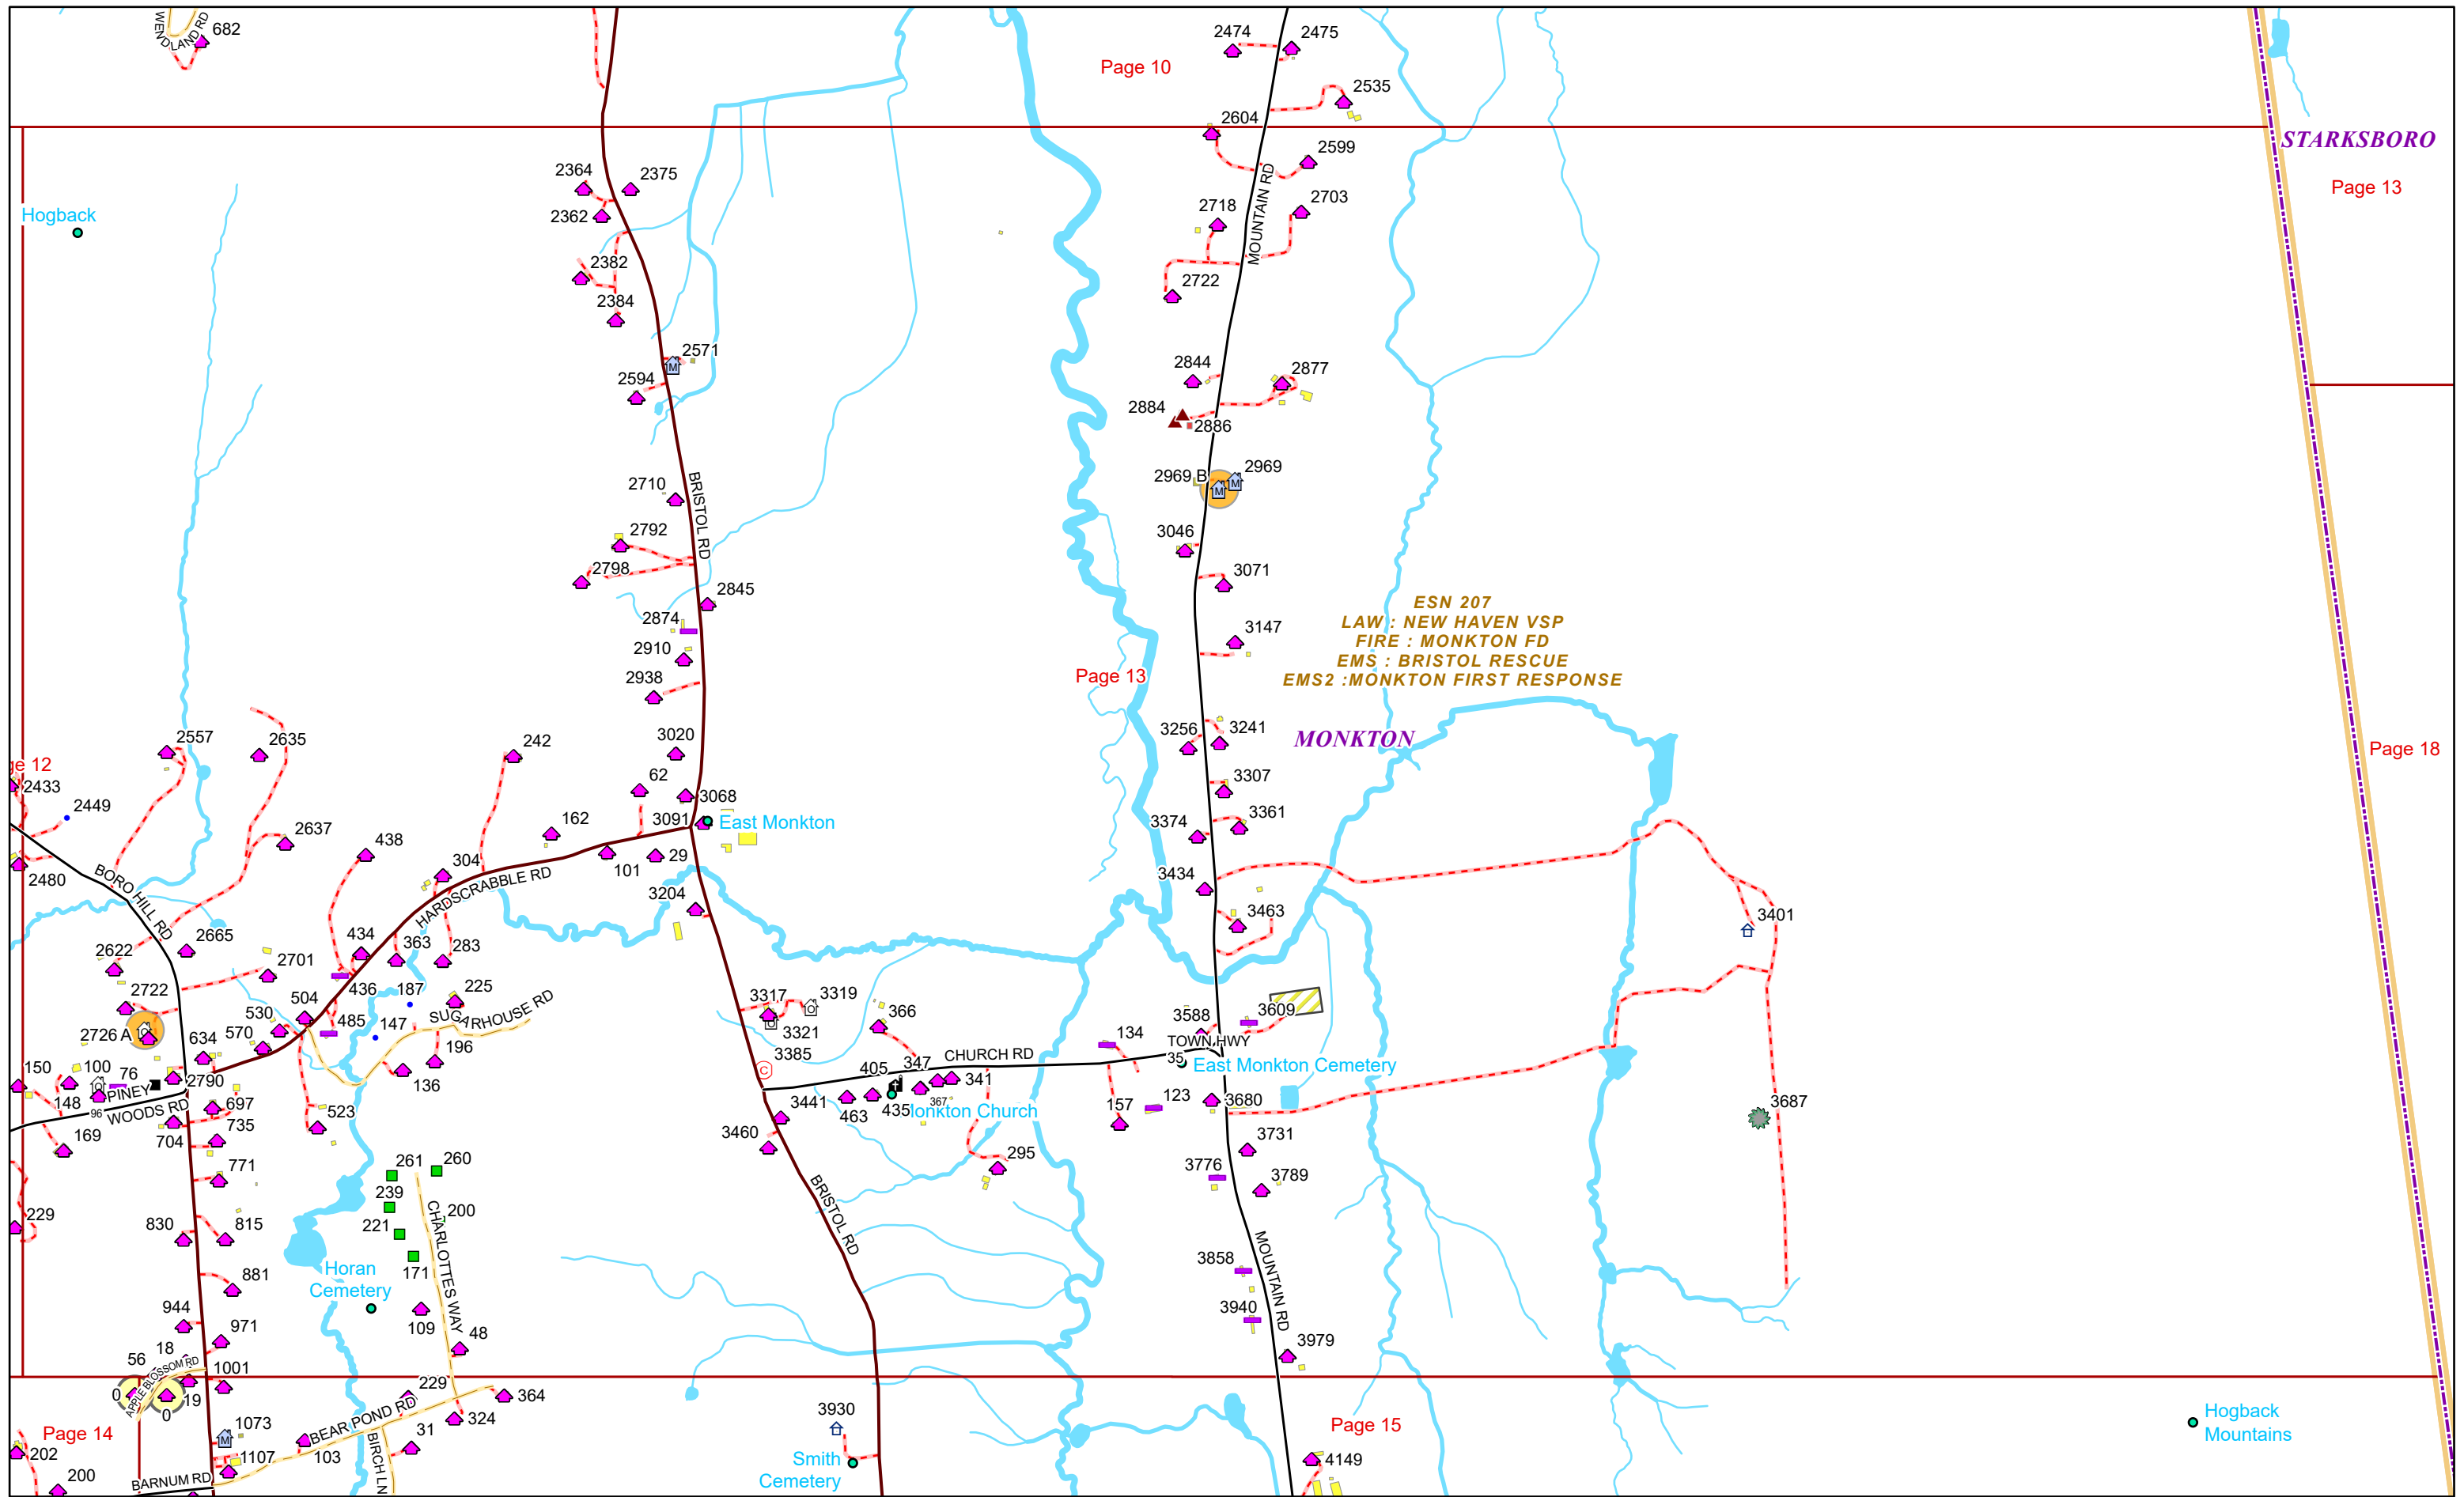 WENDLAND RD
682
2474
2475
Page 10
2535
2604
STARKSBORO
2599
Page 13
2364
2375
2362
MOUNTAIN RD
2718
2703
Hogback
2382
2722
2384
2571
2594
2844
2877
2884
2886
2969 B
2969
2710
BRISTOL RD
2792
3046
2798
3071
2845
2874
ESN 207
LAW : NEW HAVEN VSP
FIRE : MONKTON FD
EMS : BRISTOL RESCUE
EMS2 :MONKTON FIRST RESPONSE
3147
2910
2938
Page 13
2557
2635
242
3020
3256
3241
MONKTON
Page 18
ge 12
2433
62
3307
2449
3068
162
3091
East Monkton
3374
3361
2637
438
304
101
29
2480
BORO HILL RD
HARDSCRABBLE RD
3434
3204
3463
3401
2622
2665
434
363
283
2701
2722
504
436
187
225
3317
3319
366
3588
3609
2726 A
530
570
485
147
SUGARHOUSE RD
3321
634
196
3385
405
347
CHURCH RD
134
TOWN HWY
35
East Monkton Cemetery
150
100
76
2790
136
341
148
PINEY WOODS RD
96
697
523
3441
463
435
367
Monkton Church
157
123
3680
3687
169
704
735
3460
295
3731
771
261
260
3776
3789
239
229
221
200
830
815
CHARLOTTES WAY
BRISTOL RD
171
Horan
Cemetery
881
3858
MOUNTAIN RD
944
109
3940
971
48
3979
56
18
APPLE BLOSSOM RD
1001
0
19
0
229
364
324
Page 14
1073
BEAR POND RD
31
3930
Page 15
Hogback
Mountains
202
1107
103
BIRCH LN
Smith
Cemetery
4149
200
BARNUM RD
M
M
M
M
O
O
O
C